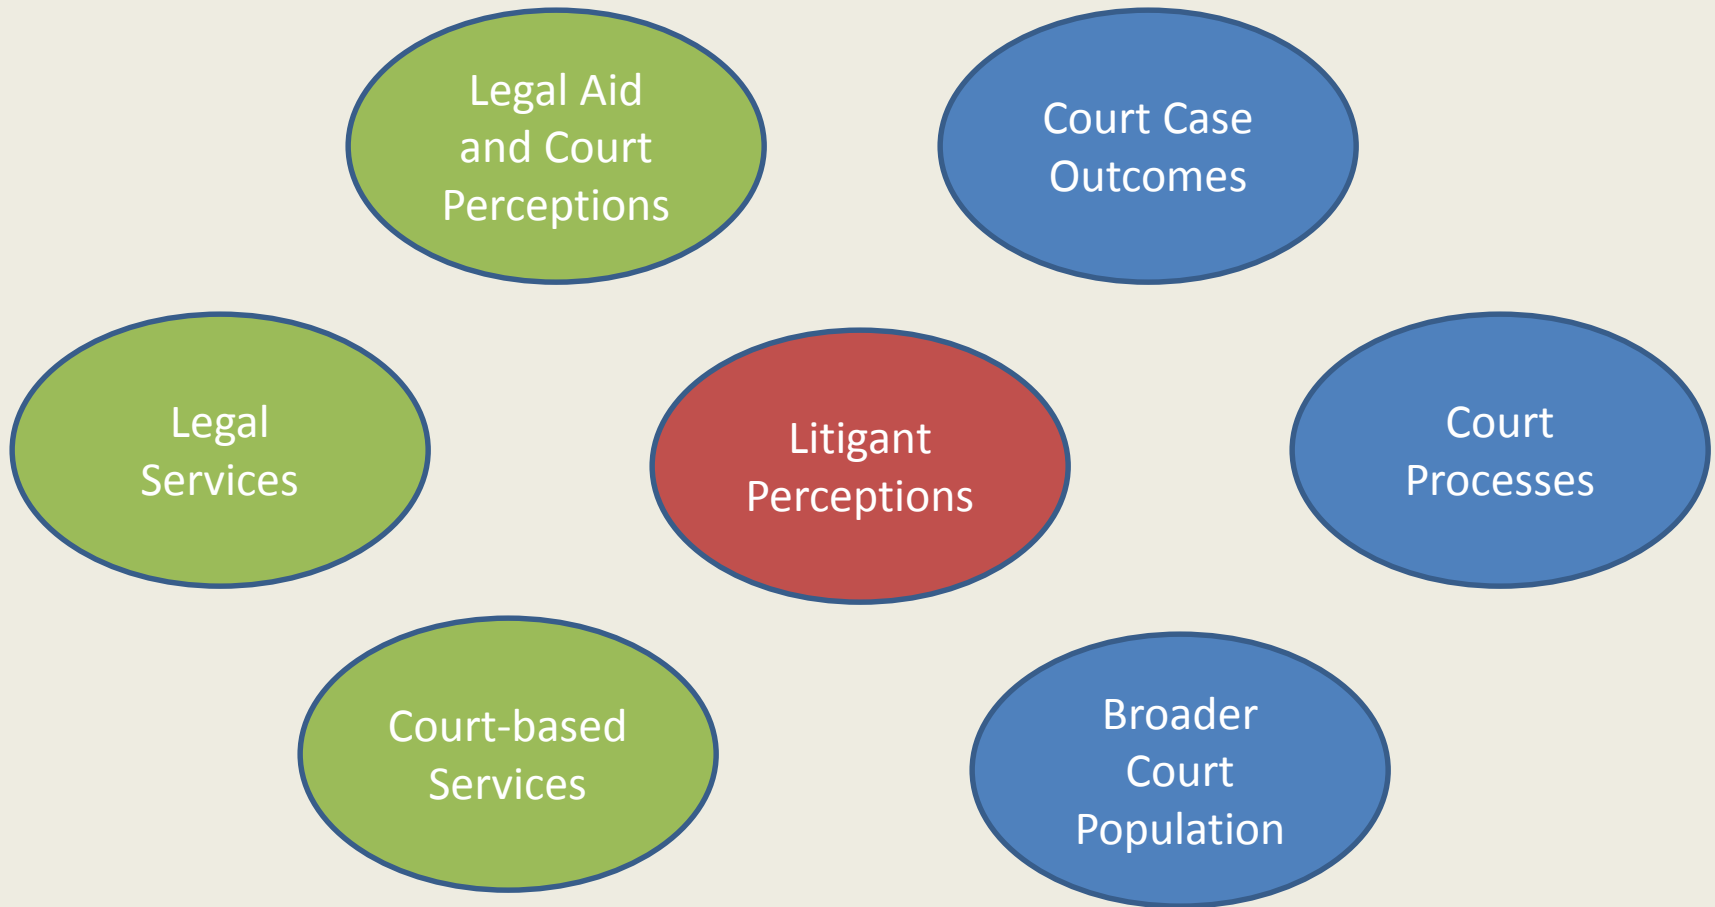 Legal Aid
and Court
Perceptions
Court Case
Outcomes
Legal
Services
Litigant
Perceptions
Court
Processes
Court-based
Services
Broader
Court
Population